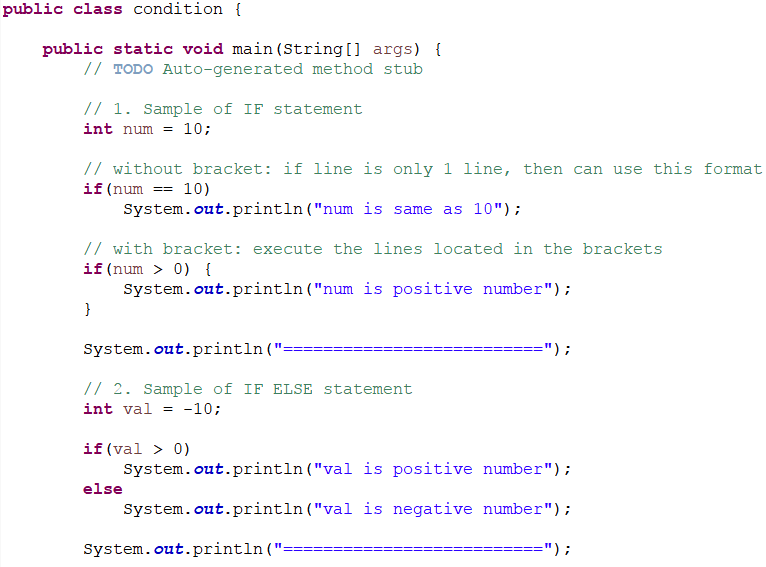 public class condition {
public static void main(String[] args) {
// TODO Auto-generated method stub
// 1. Sample of IF statement
int num = 10;
// without bracket: if line is only 1 line, then can use this format
if(num == 10)
System.out.println("num is same as 10");
// with bracket: execute the lines located in the brackets
if(num > 0) {
System.out.println("num is positive number");
}
System.out.println("==========================");
// 2. Sample of IF ELSE statement
int val = -10;
if(val > 0)
System.out.println("val is positive number");
else
System.out.println("val is negative number");
System.out.println("==========================");